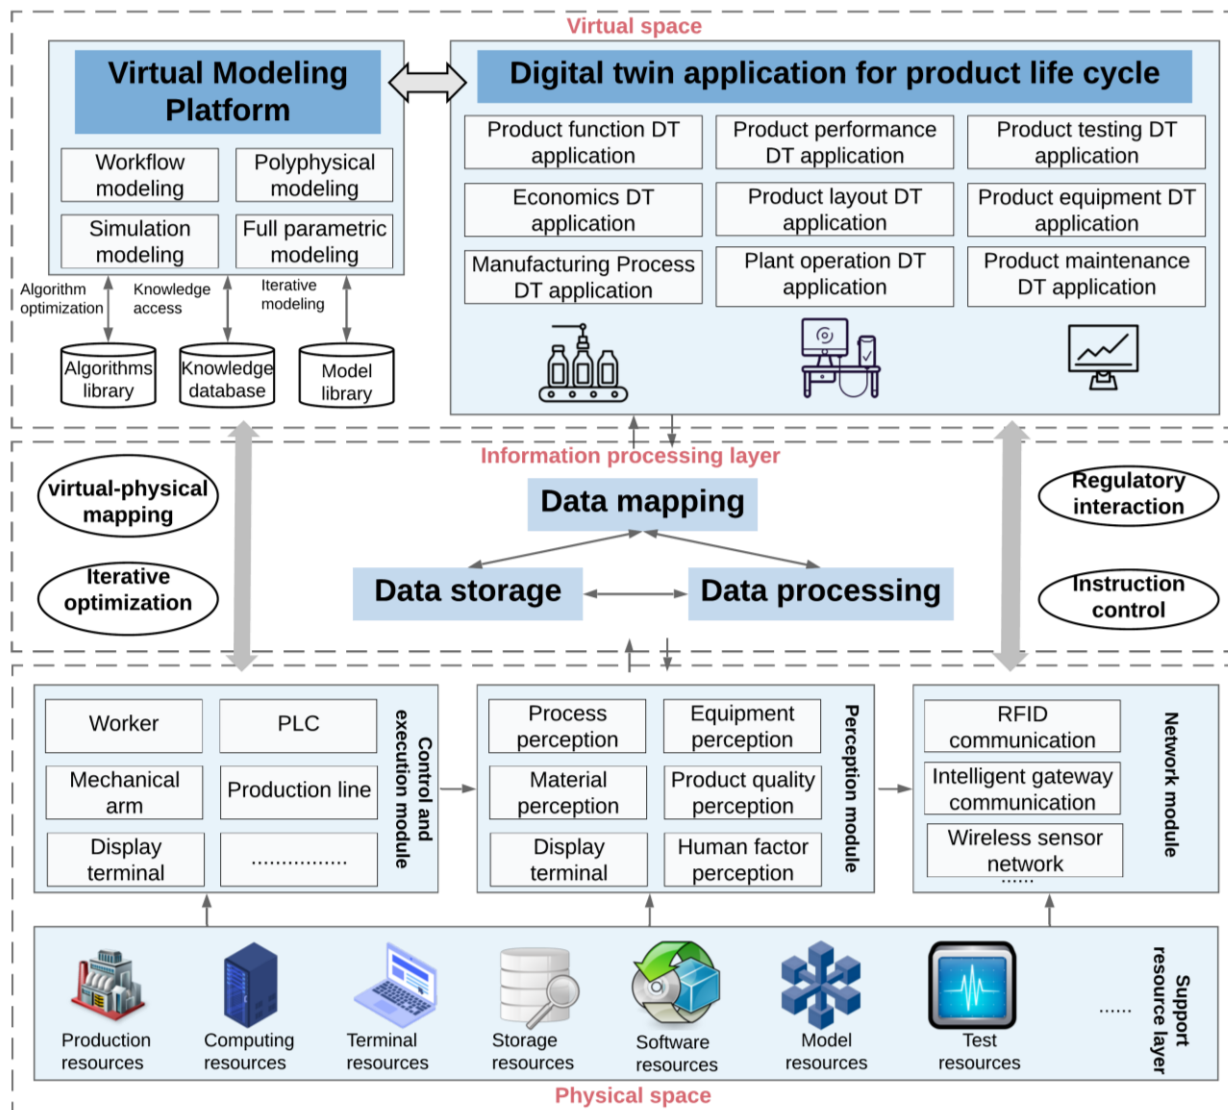 Virtual space
Virtual Modeling
Platform
Digital twin application for product life cycle
Workflow
modeling
Polyphysical
modeling
Simulation
modeling
Full parametric
modeling
Product function DT
application
Product performance
DT application
Product testing DT
application
Economics DT
application
Product layout DT
application
Product equipment DT
application
Manufacturing Process
DT application
Plant operation DT
application
Product maintenance
DT application
Algorithm
optimization
Knowledge
access
Iterative
modeling
Algorithms
library
Knowledge
database
Model
library
Information processing layer
virtual-physical
mapping
Iterative
optimization
Data mapping
Data storage
Data processing
Regulatory
interaction
Instruction
control
Worker
PLC
Mechanical
arm
Production line
Display
terminal
................
Control and
execution module
Process
perception
Equipment
perception
Material
perception
Product quality
perception
Display
terminal
Human factor
perception
Perception module
RFID
communication
Intelligent gateway
communication
Wireless sensor
network
......
Network module
Production
resources
Computing
resources
Terminal
resources
Storage
resources
Software
resources
Model
resources
Test
resources
......
Support
resource layer
Physical space